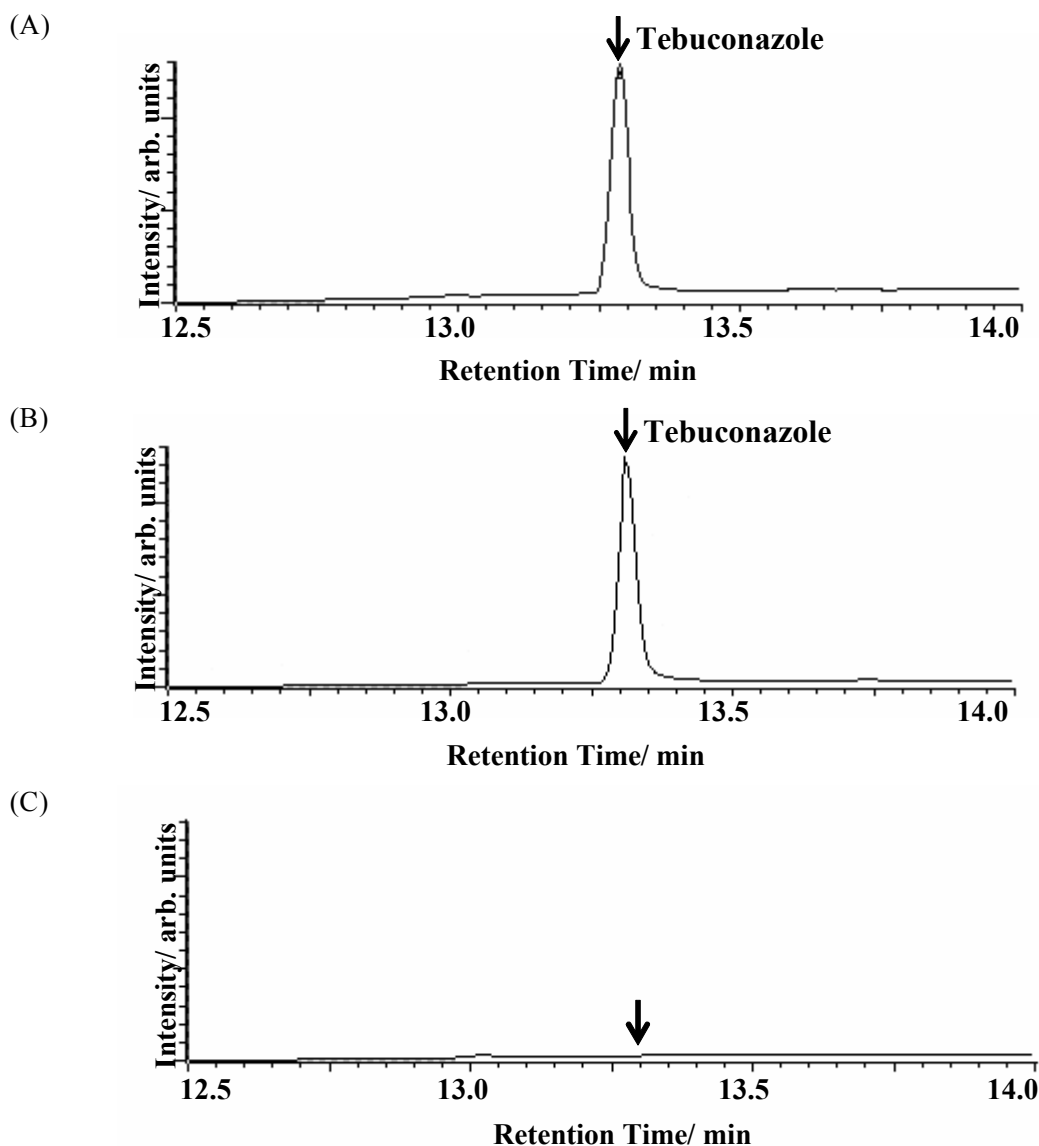 (A)
Tebuconazole
Intensity/ arb. units
12.5 13.0 13.5 14.0
Retention Time/ min
(B)
Tebuconazole
Intensity/ arb. units
12.5 13.0 13.5 14.0
Retention Time/ min
(C)
Intensity/ arb. units
12.5 13.0 13.5 14.0
Retention Time/ min